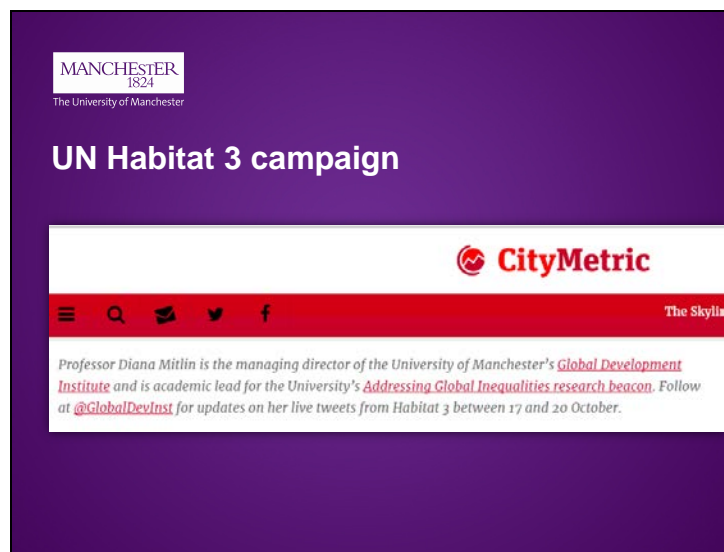 MANCHESTER
1824
The University of Manchester
UN Habitat 3 campaign
CityMetric
The Skylin
Professor Diana Mitlin is the managing director of the University of Manchester's Global Development
Institute and is academic lead for the University's Addressing Global Inequalities research beacon. Follow
at @GlobalDevInst for updates on her live tweets from Habitat 3 between 17 and 20 October.